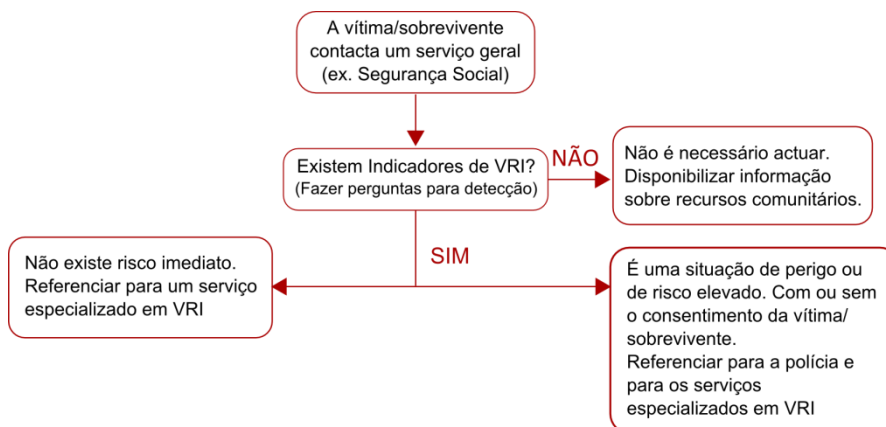 A vítima/sobrevivente
contacta um serviço geral
(ex. Segurança Social)
Existem Indicadores de VRI?
(Fazer perguntas para detecção)
NÃO
Não é necessário actuar.
Disponibilizar informação
sobre recursos comunitários.
SIM
Não existe risco imediato.
Referenciar para um serviço
especializado em VRI
É uma situação de perigo ou
de risco elevado. Com ou sem
o consentimento da vítima/
sobrevivente.
Referenciar para a polícia e
para os serviços
especializados em VRI